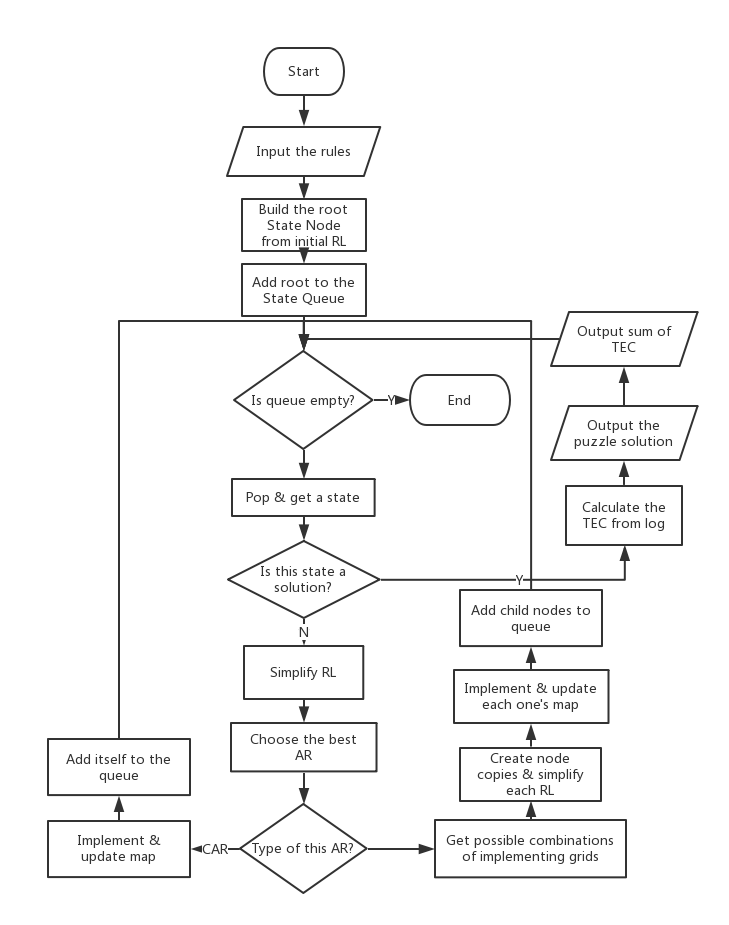 Start
Input the rules
Build the root
State Node
from initial RL
Add root to the
State Queue
Output sum of
TEC
Is queue empty?
Y
End
Output the
puzzle solution
Pop & get a state
Calculate the
TEC from log
Is this state a
solution?
Y
Add child nodes to
queue
N
Simplify RL
Implement & update
each one's map
Choose the best
AR
Add itself to the
queue
Create node
copies & simplify
each RL
Implement &
update map
CAR
Type of this AR?
Get possible combinations
of implementing grids